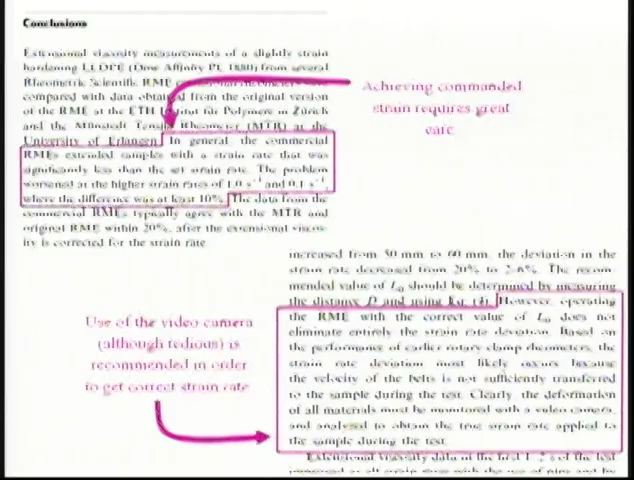 Conclusions
Extensional viscosity measurements of a slightly strain
hardening LLDPE (Dow Affinity PL 1880) from several
Rheometric Scientific RME
compared with data obtained from the original version
of the RME at the ETH Institut für Polymere in Zürich
and the Münstedt Tensile Rheometer (MTR) at the
University of Erlangen. In general, the commercial
RMEs extended samples with a strain rate that was
significantly less than the set strain rate. The problem
worsened at the higher strain rates of 1.0 s⁻¹ and 0.1 s⁻¹,
where the difference was at least 10%. The data from the
commercial RMEs typically agree with the MTR and
original RME within 20%, after the extensional viscos-
ity is corrected for the strain rate
Achieving commanded
strain requires great
care
increased from 50 mm to 60 mm, the deviation in the
strain rate decreased from 20% to 2-6%. The recom-
mended value of L₀ should be determined by measuring
the distance D and using Eq. (4). However, operating
the RME with the correct value of L₀ does not
eliminate entirely the strain rate deviation. Based on
the performance of earlier rotary clamp rheometers, the
strain rate deviation most likely occurs because
the velocity of the belts is not sufficiently transferred
to the sample during the test. Clearly, the deformation
of all materials must be monitored with a video camera,
and analysed to obtain the true strain rate applied to
the sample during the test.
Extensional viscosity data in the first 1-2 s of the test
Use of the video camera
(although tedious) is
recommended in order
to get correct strain rate